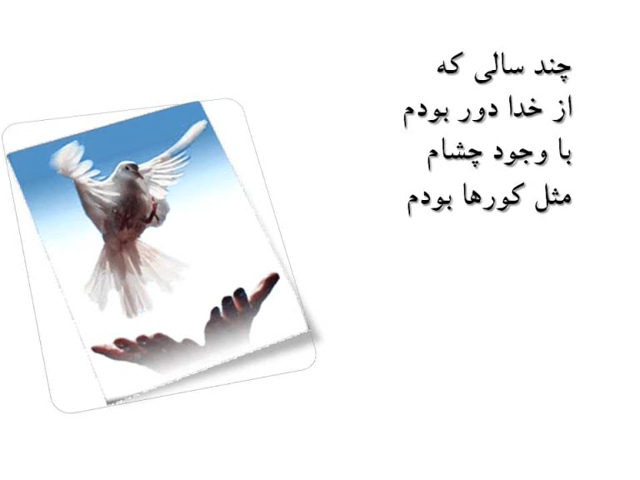 چند سالی که
از خدا دور بودم
با وجود چشام
مثل کورها بودم